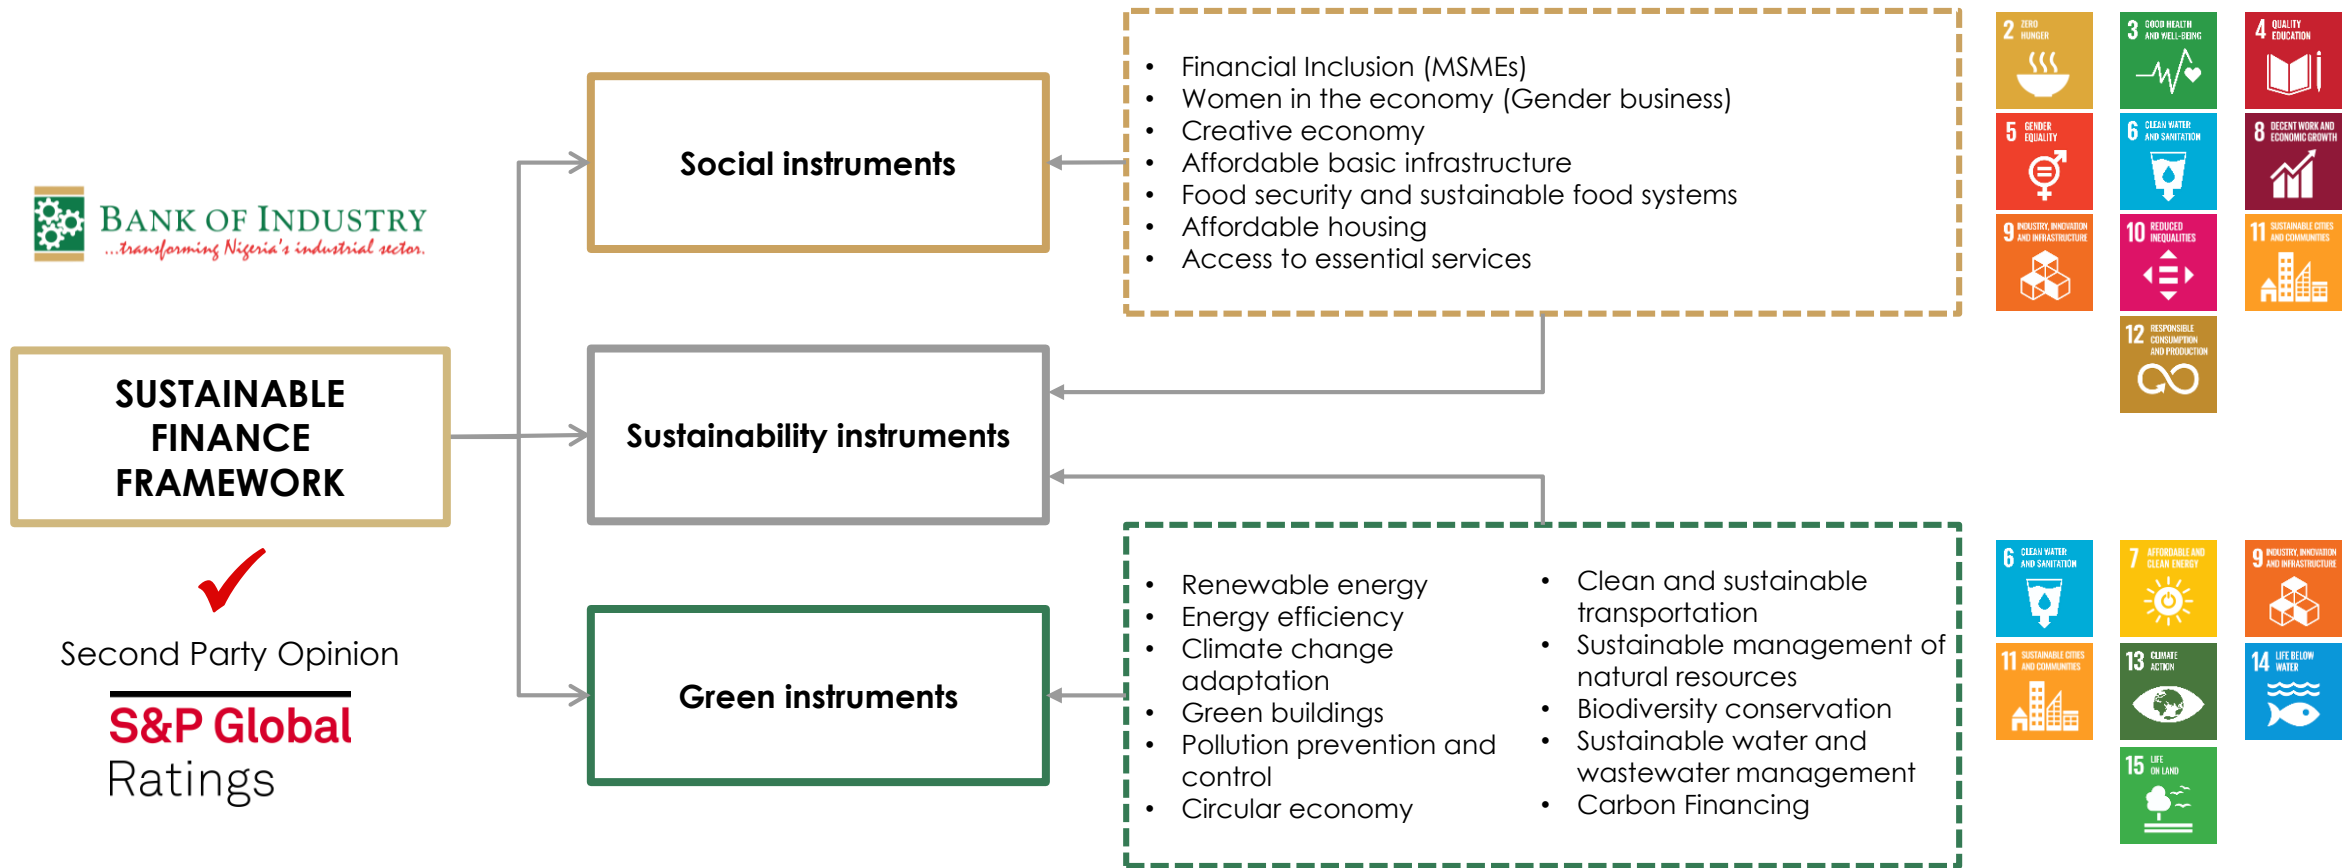 BANK OF INDUSTRY
...transforming Nigeria's industrial sector.
SUSTAINABLE
FINANCE
FRAMEWORK
Second Party Opinion
S&P Global
Ratings
Social instruments
Sustainability instruments
Green instruments
• Financial Inclusion (MSMEs)
• Women in the economy (Gender business)
• Creative economy
• Affordable basic infrastructure
• Food security and sustainable food systems
• Affordable housing
• Access to essential services
2 ZERO
HUNGER
3 GOOD HEALTH
AND WELL-BEING
4 QUALITY
EDUCATION
5 GENDER
EQUALITY
6 CLEAN WATER
AND SANITATION
8 DECENT WORK AND
ECONOMIC GROWTH
9 INDUSTRY, INNOVATION
AND INFRASTRUCTURE
10 REDUCED
INEQUALITIES
11 SUSTAINABLE CITIES
AND COMMUNITIES
12 RESPONSIBLE
CONSUMPTION
AND PRODUCTION
• Renewable energy
• Energy efficiency
• Climate change
adaptation
• Green buildings
• Pollution prevention and
control
• Circular economy
• Clean and sustainable
transportation
• Sustainable management of
natural resources
• Biodiversity conservation
• Sustainable water and
wastewater management
• Carbon Financing
6 CLEAN WATER
AND SANITATION
7 AFFORDABLE AND
CLEAN ENERGY
9 INDUSTRY, INNOVATION
AND INFRASTRUCTURE
11 SUSTAINABLE CITIES
AND COMMUNITIES
13 CLIMATE
ACTION
14 LIFE BELOW
WATER
15 LIFE
ON LAND